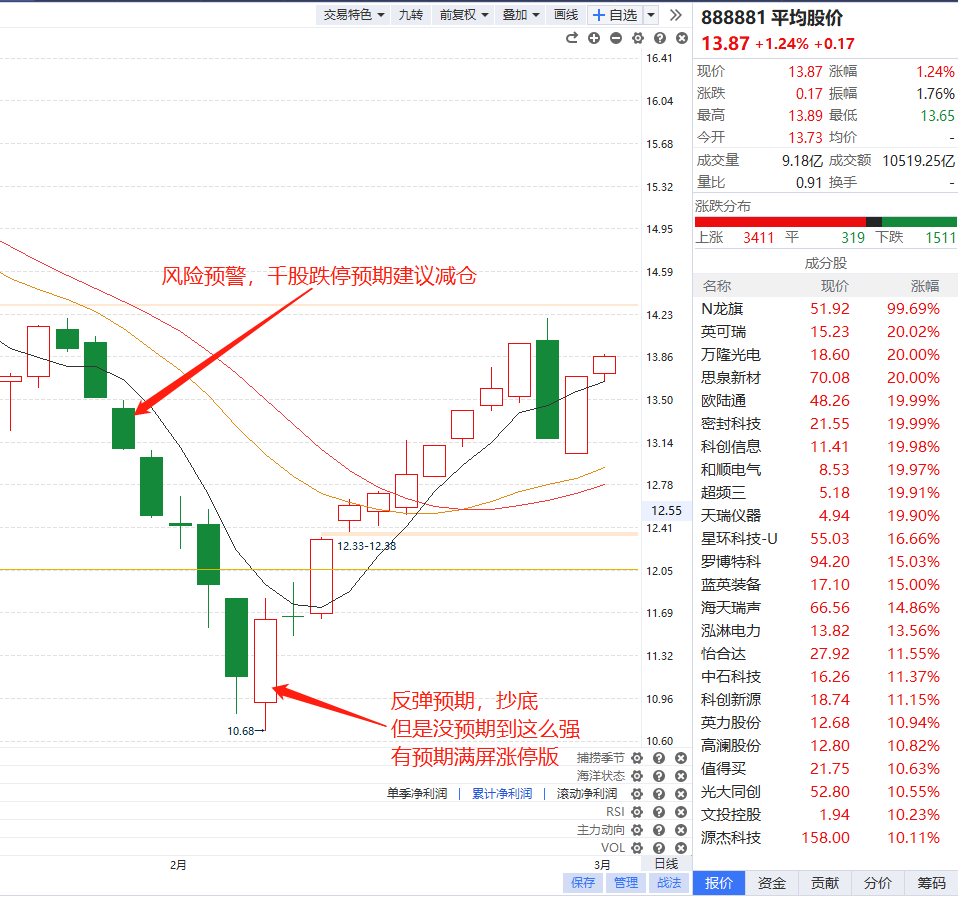 交易特色 九转 前复权 叠加 画线 自选
888881 平均股价
13.87 +1.24% +0.17
现价 13.87 涨幅 1.24%
涨跌 0.17 振幅 1.76%
最高 13.89 最低 13.65
今开 13.73 均价 -
成交量 9.18亿 成交额 10519.25亿
量比 0.91 换手 -
涨跌分布
上涨 3411 平 319 下跌 1511
成分股
名称 现价 涨幅
N龙旗 51.92 99.69%
英可瑞 15.23 20.02%
万隆光电 18.60 20.00%
思泉新材 70.08 20.00%
欧陆通 48.26 19.99%
密封科技 21.55 19.99%
科创信息 11.41 19.98%
和顺电气 8.53 19.97%
超频三 5.18 19.91%
天瑞仪器 4.94 19.90%
星环科技-U 55.03 16.66%
罗博特科 94.20 15.03%
蓝英装备 17.10 15.00%
海天瑞声 66.56 14.86%
泓淋电力 13.82 13.56%
怡合达 27.92 11.55%
中石科技 16.26 11.37%
科创新源 18.74 11.15%
英力股份 12.68 10.94%
高澜股份 12.80 10.82%
值得买 21.75 10.63%
光大同创 52.80 10.55%
文投控股 1.94 10.23%
源杰科技 158.00 10.11%
报价 资金 贡献 分价 筹码
16.41
16.04
15.68
15.32
14.95
14.59
14.23
13.86
13.50
13.14
12.78
12.55
12.41
12.05
11.69
11.32
10.96
10.60
风险预警，千股跌停预期建议减仓
12.33-12.38
10.68
反弹预期，抄底
但是没预期到这么强
有预期满屏涨停版
捕捞季节
海洋状态
单季净利润 | 累计净利润 | 滚动净利润
RSI
主力动向
VOL
2月 3月 日线
保存 管理 战法